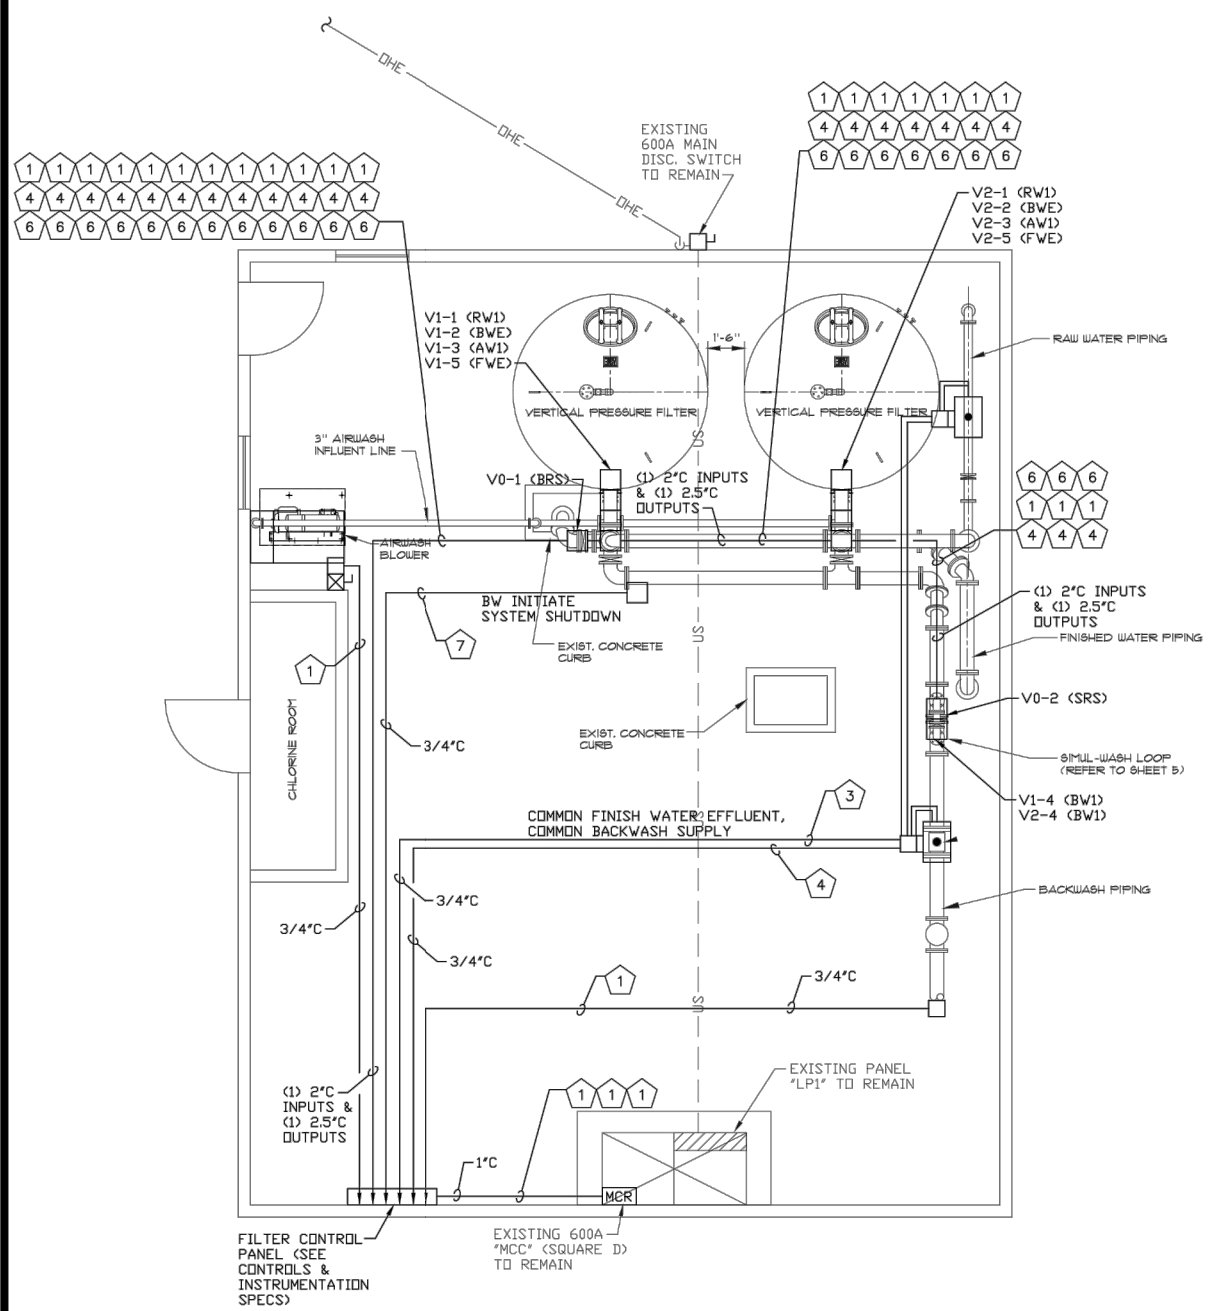 OHE
OHE
OHE
EXISTING
600A MAIN
DISC. SWITCH
TO REMAIN
1 1 1 1 1 1 1
4 4 4 4 4 4 4
6 6 6 6 6 6 6
1 1 1 1 1 1 1 1 1 1 1 1
4 4 4 4 4 4 4 4 4 4 4 4
6 6 6 6 6 6 6 6 6 6 6 6
V2-1 (RW1)
V2-2 (BWE)
V2-3 (AW1)
V2-5 (FWE)
V1-1 (RW1)
V1-2 (BWE)
V1-3 (AW1)
V1-5 (FWE)
1'-6"
RAW WATER PIPING
VERTICAL PRESSURE FILTER
VERTICAL PRESSURE FILTER
3" AIRWASH
INFLUENT LINE
US
V0-1 (BRS)
(1) 2"C INPUTS
& (1) 2.5"C
OUTPUTS
6 6 6
1 1 1
4 4 4
AIRWASH
BLOWER
(1) 2"C INPUTS
& (1) 2.5"C
OUTPUTS
BW INITIATE
SYSTEM SHUTDOWN
US
FINISHED WATER PIPING
7
EXIST. CONCRETE
CURB
1
V0-2 (SRS)
CHLORINE ROOM
3/4"C
EXIST. CONCRETE
CURB
SIMUL-WASH LOOP
(REFER TO SHEET 5)
3
V1-4 (BW1)
V2-4 (BW1)
COMMON FINISH WATER EFFLUENT,
COMMON BACKWASH SUPPLY
US
4
BACKWASH PIPING
3/4"C
3/4"C
3/4"C
1
3/4"C
US
EXISTING PANEL
"LP1" TO REMAIN
(1) 2"C
INPUTS &
(1) 2.5"C
OUTPUTS
1 1 1
1"C
MCR
FILTER CONTROL
PANEL (SEE
CONTROLS &
INSTRUMENTATION
SPECS)
EXISTING 600A
"MCC" (SQUARE D)
TO REMAIN